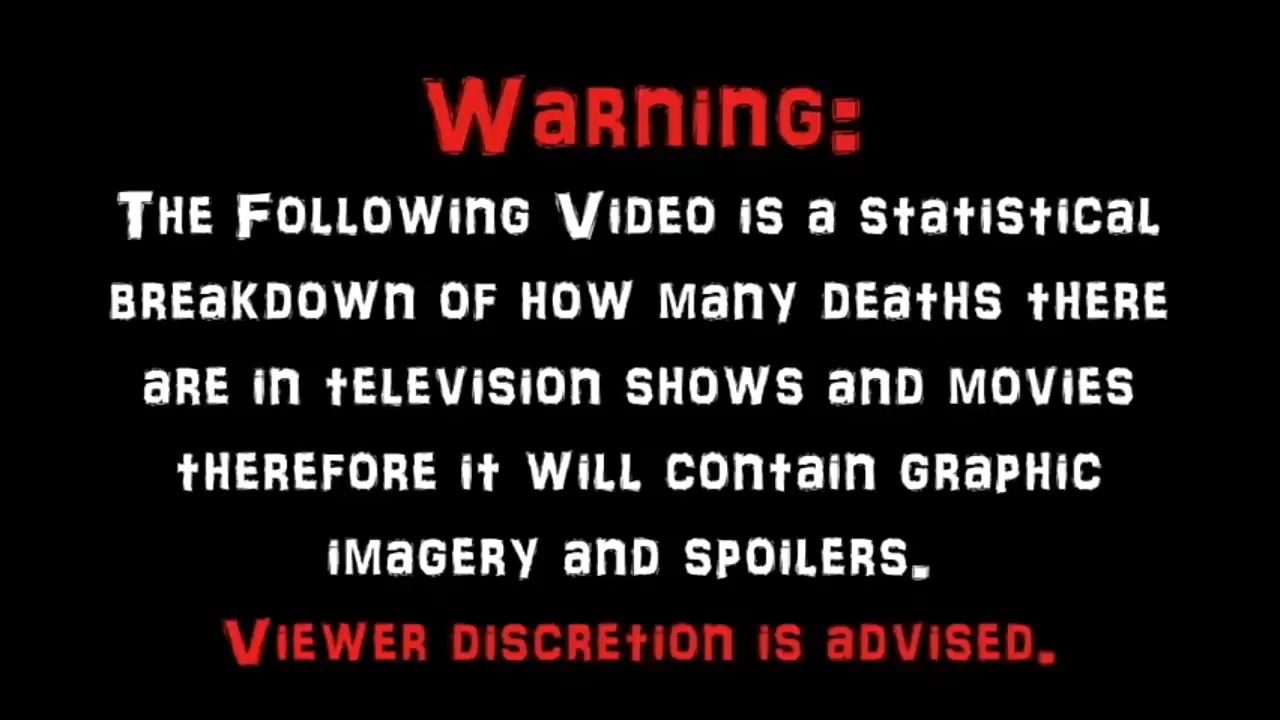 Warning:
The Following Video is a statistical
breakdown of how many deaths there
are in television shows and movies
therefore it will contain graphic
imagery and spoilers.
Viewer discretion is advised.